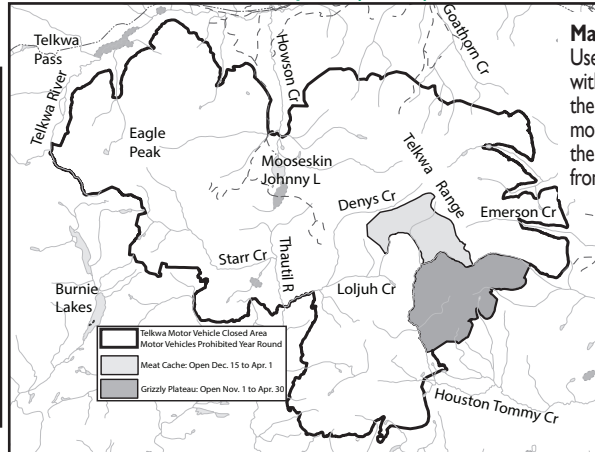 Telkwa
Pass
Telkwa River
Howson Cr
Goathorn Cr
Eagle
Peak
Mooseskin
Johnny L
Telkwa Range
Denys Cr
Emerson Cr
Starr Cr
Thautil R
Loljuh Cr
Burnie
Lakes
Telkwa Motor Vehicle Closed Area
Motor Vehicles Prohibited Year Round
Meat Cache: Open Dec. 15 to Apr. 1
Grizzly Plateau: Open Nov. 1 to Apr. 30
Houston Tommy Cr
Ma
Use
with
the
mo
the
from